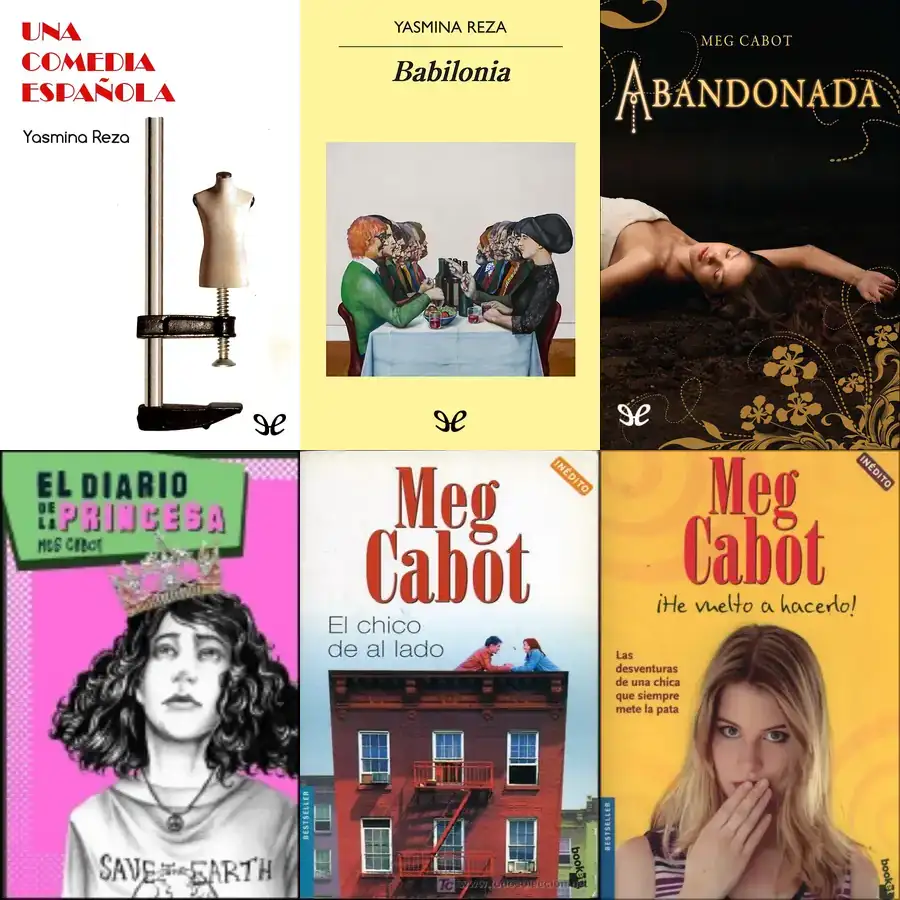 UNA
COMEDIA
ESPAÑOLA
Yasmina Reza
YASMINA REZA
Babilonia
MEG CABOT
ABANDONADA
EL DIARIO
DE
LA PRINCESA
MEG CABOT
SAVE THE EARTH
INÉDITO
Meg
Cabot
El chico
de al lado
BESTSELLER
booket
INÉDITO
Meg
Cabot
¡He vuelto a hacerlo!
Las
desventuras
de una chica
que siempre
mete la pata
BESTSELLER
booket